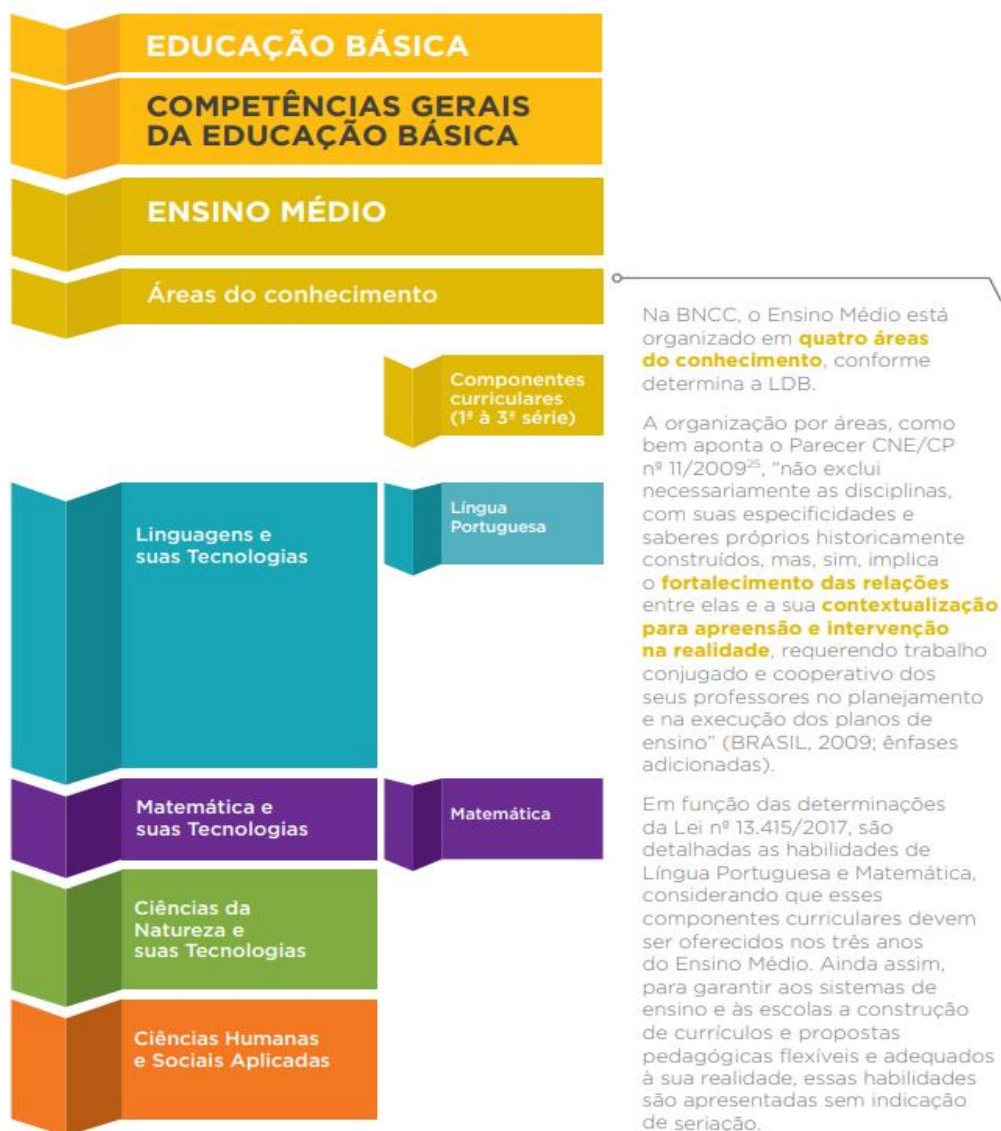 EDUCAÇÃO BÁSICA
COMPETÊNCIAS GERAIS
DA EDUCAÇÃO BÁSICA
ENSINO MÉDIO
Áreas do conhecimento
Componentes
curriculares
(1ª à 3ª série)
Linguagens e
suas Tecnologias
Língua
Portuguesa
Matemática e
suas Tecnologias
Matemática
Ciências da
Natureza e
suas Tecnologias
Ciências Humanas
e Sociais Aplicadas
Na BNCC, o Ensino Médio está
organizado em quatro áreas
do conhecimento, conforme
determina a LDB.
A organização por áreas, como
bem aponta o Parecer CNE/CP
nº 11/2009²⁵, “não exclui
necessariamente as disciplinas,
com suas especificidades e
saberes próprios historicamente
construídos, mas, sim, implica
o fortalecimento das relações
entre elas e a sua contextualização
para apreensão e intervenção
na realidade, requerendo trabalho
conjugado e cooperativo dos
seus professores no planejamento
e na execução dos planos de
ensino” (BRASIL, 2009; ênfases
adicionadas).
Em função das determinações
da Lei nº 13.415/2017, são
detalhadas as habilidades de
Língua Portuguesa e Matemática,
considerando que esses
componentes curriculares devem
ser oferecidos nos três anos
do Ensino Médio. Ainda assim,
para garantir aos sistemas de
ensino e às escolas a construção
de currículos e propostas
pedagógicas flexíveis e adequados
à sua realidade, essas habilidades
são apresentadas sem indicação
de seriação.